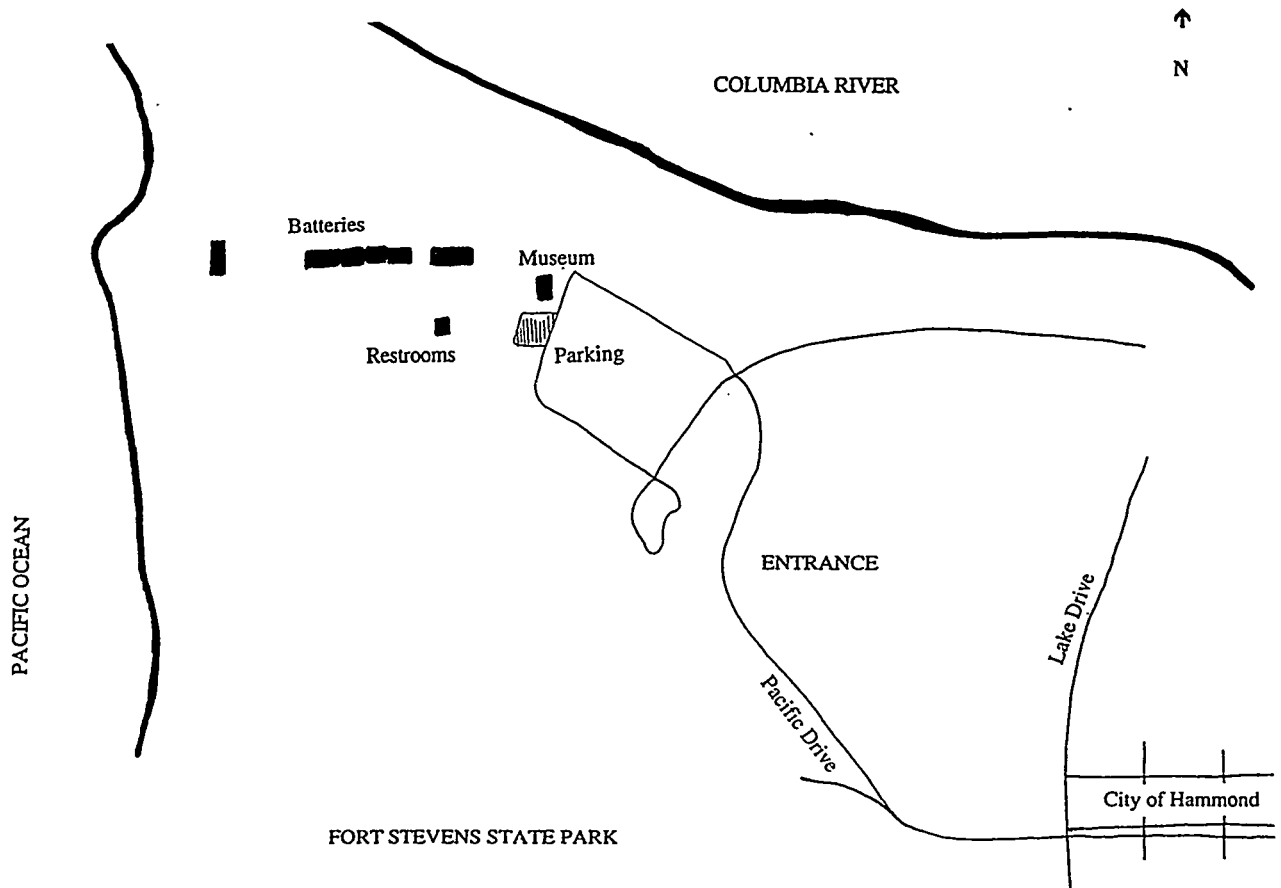 N
COLUMBIA RIVER
Batteries
Museum
Restrooms
Parking
PACIFIC OCEAN
ENTRANCE
Lake Drive
Pacific Drive
City of Hammond
FORT STEVENS STATE PARK